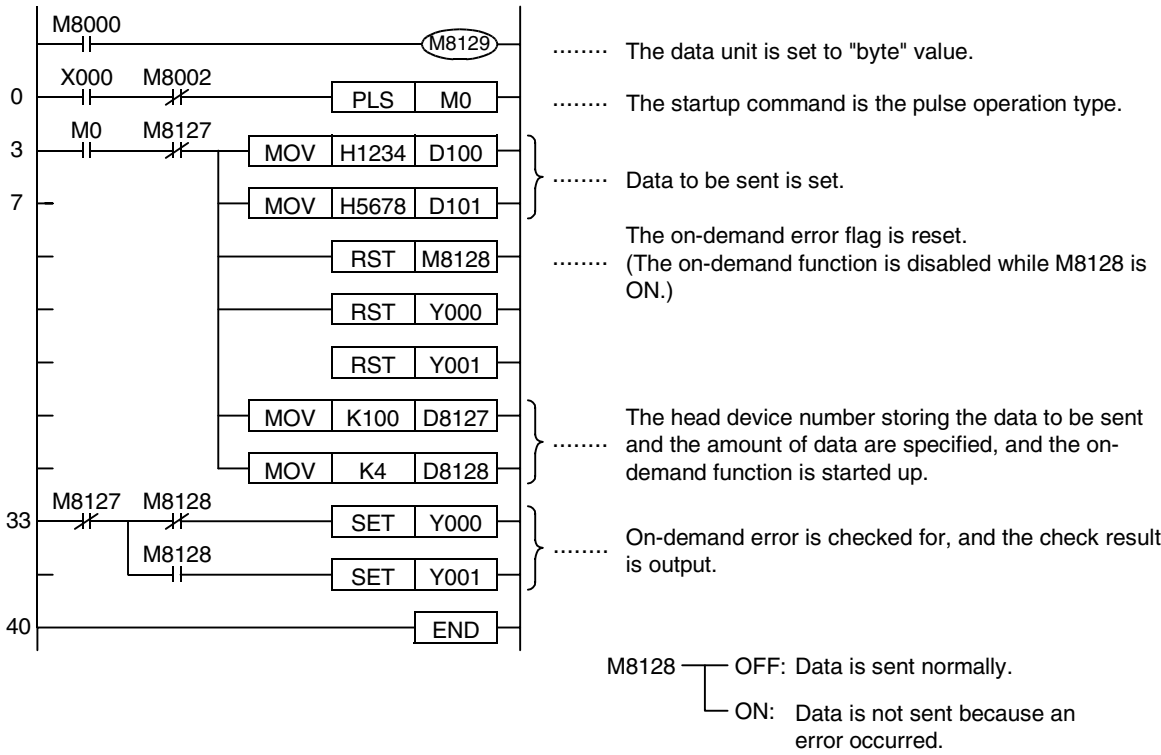 M8000
M8129
........ The data unit is set to "byte" value.
X000 M8002
0 PLS M0
........ The startup command is the pulse operation type.
M0 M8127
3 MOV H1234 D100
........ Data to be sent is set.
7 MOV H5678 D101
The on-demand error flag is reset.
RST M8128
........ (The on-demand function is disabled while M8128 is
ON.)
RST Y000
RST Y001
MOV K100 D8127
The head device number storing the data to be sent
........ and the amount of data are specified, and the on-
demand function is started up.
MOV K4 D8128
M8127 M8128
33 SET Y000
M8128
........ On-demand error is checked for, and the check result
is output.
SET Y001
40 END
M8128 OFF: Data is sent normally.
ON: Data is not sent because an
error occurred.